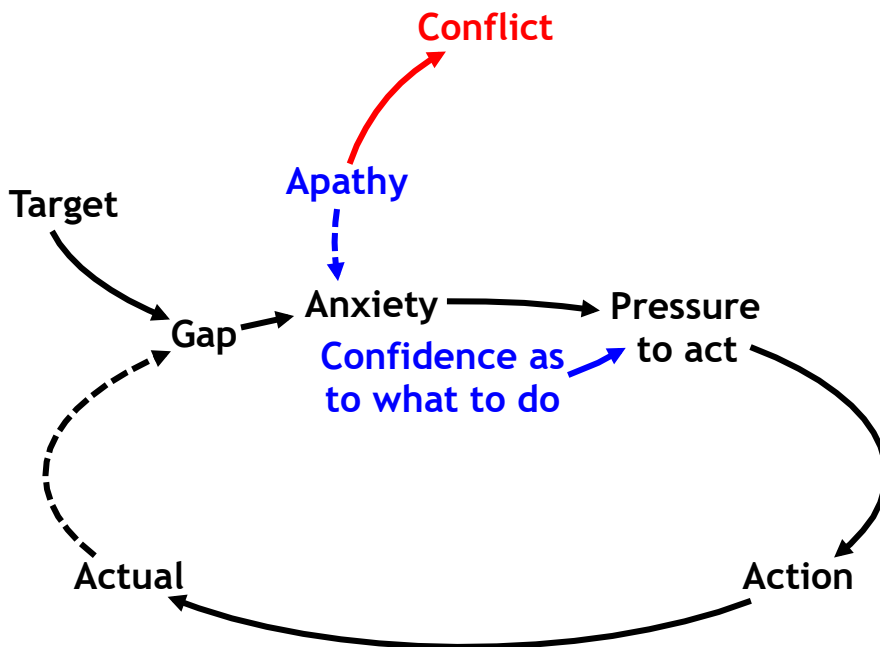 Conflict
Apathy
Target
Anxiety
Pressure
to act
Gap
Confidence as
to what to do
Actual
Action